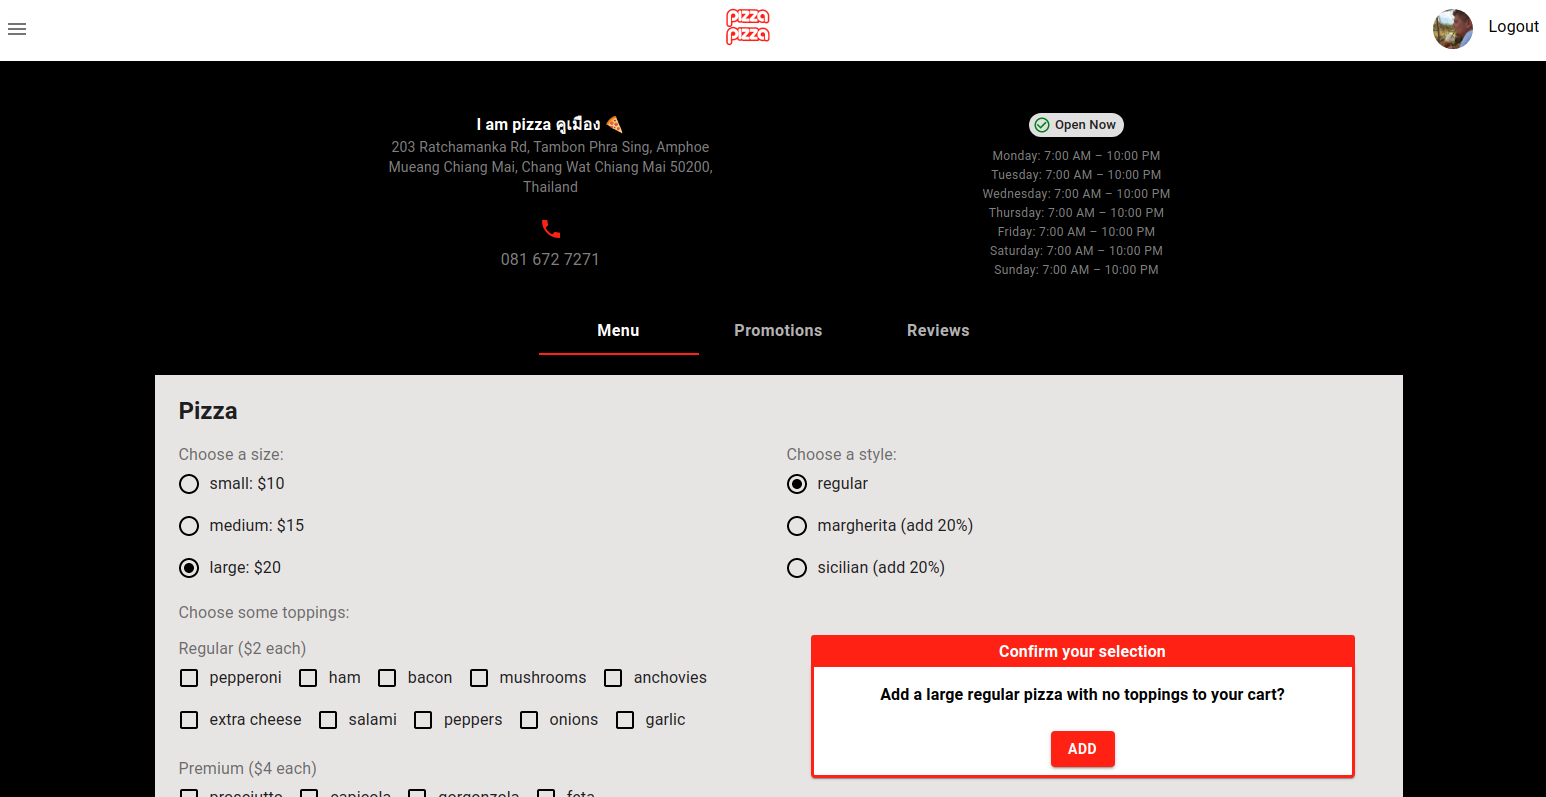 pizza
pizza
Logout
I am pizza คูเมือง 🍕
203 Ratchamanka Rd, Tambon Phra Sing, Amphoe
Mueang Chiang Mai, Chang Wat Chiang Mai 50200,
Thailand
081 672 7271
Open Now
Monday: 7:00 AM – 10:00 PM
Tuesday: 7:00 AM – 10:00 PM
Wednesday: 7:00 AM – 10:00 PM
Thursday: 7:00 AM – 10:00 PM
Friday: 7:00 AM – 10:00 PM
Saturday: 7:00 AM – 10:00 PM
Sunday: 7:00 AM – 10:00 PM
Menu Promotions Reviews
Pizza
Choose a size:
small: $10
medium: $15
large: $20
Choose a style:
regular
margherita (add 20%)
sicilian (add 20%)
Choose some toppings:
Regular ($2 each)
pepperoni ham bacon mushrooms anchovies
extra cheese salami peppers onions garlic
Premium ($4 each)
prosciutto capicola gorgonzola feta
Confirm your selection
Add a large regular pizza with no toppings to your cart?
ADD